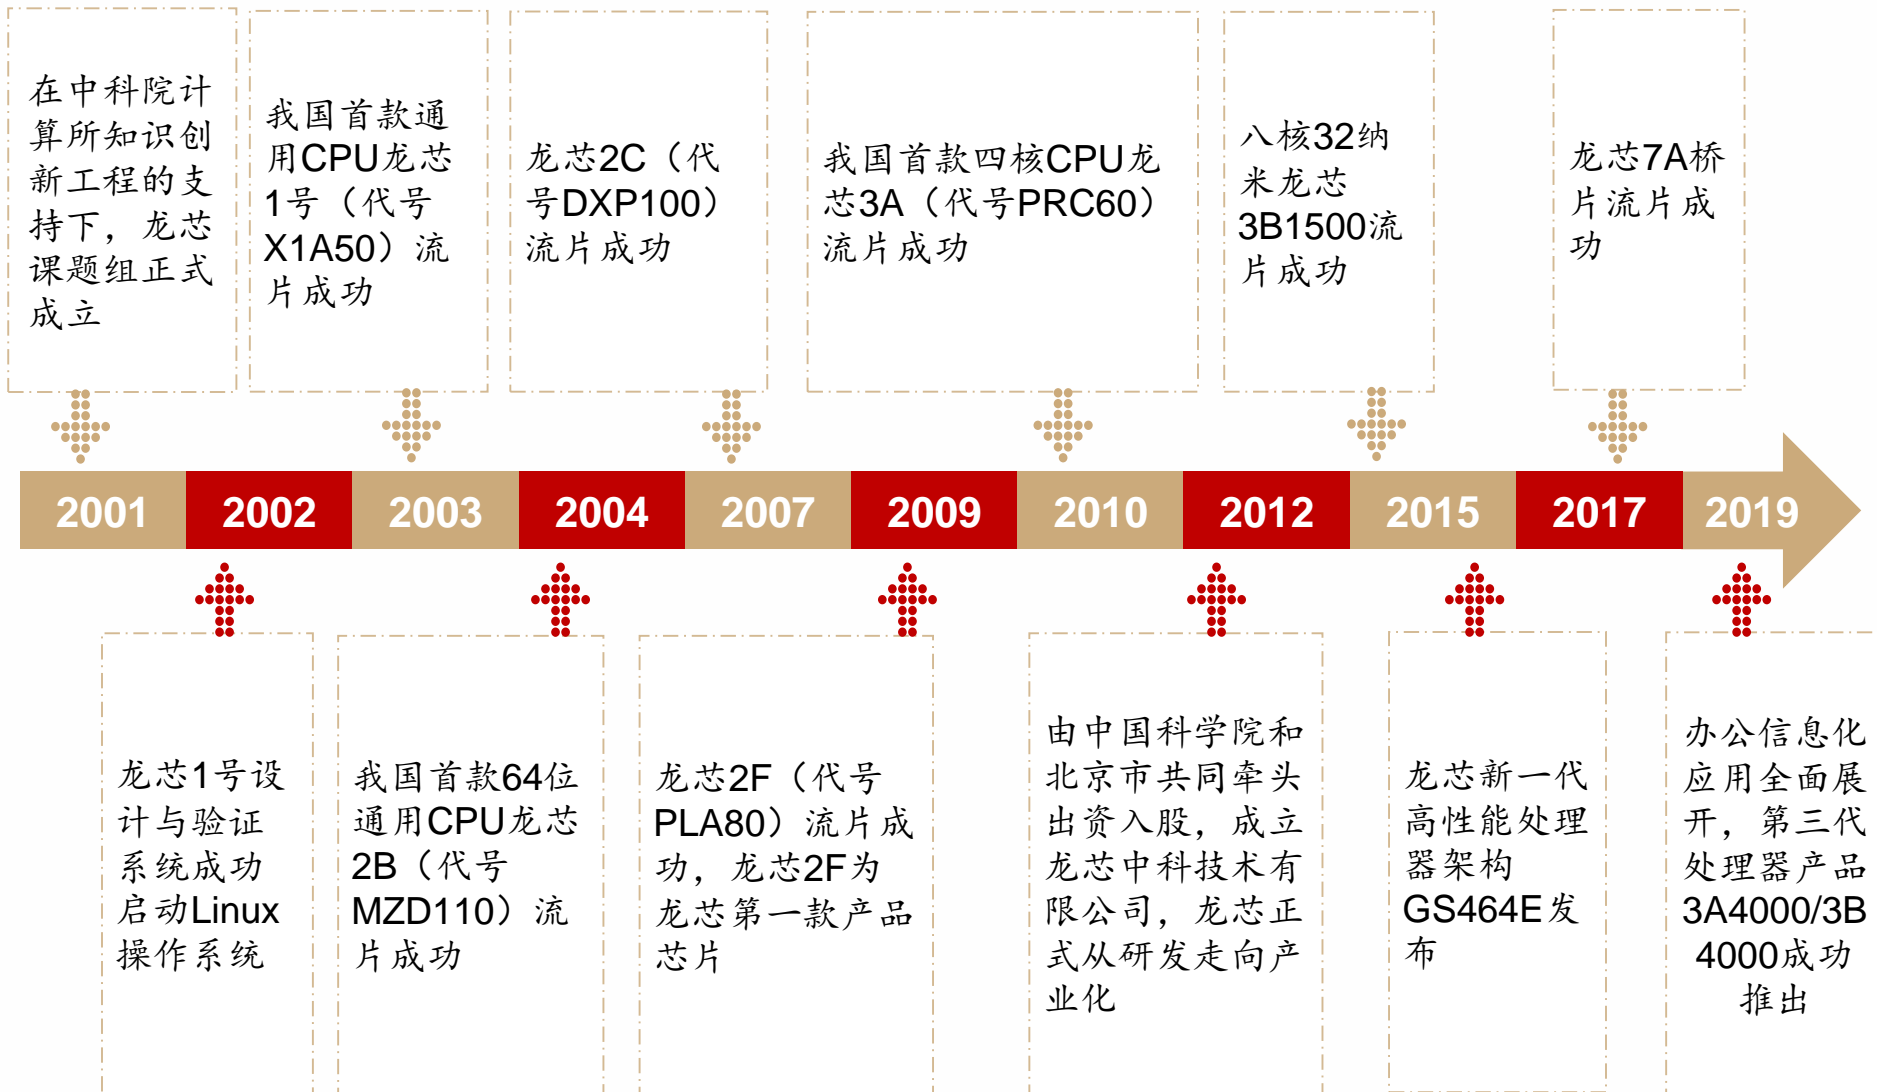 在中科院计
算所知识创
新工程的支
持下，龙芯
课题组正式
成立
我国首款通
用CPU龙芯
1号（代号
X1A50）流
片成功
龙芯2C（代
号DXP100）
流片成功
我国首款四核CPU龙
芯3A（代号PRC60）
流片成功
八核32纳
米龙芯
3B1500流
片成功
龙芯7A桥
片流片成
功
2001
2002
2003
2004
2007
2009
2010
2012
2015
2017
2019
龙芯1号设
计与验证
系统成功
启动Linux
操作系统
我国首款64位
通用CPU龙芯
2B（代号
MZD110）流
片成功
龙芯2F（代号
PLA80）流片成
功，龙芯2F为
龙芯第一款产品
芯片
由中国科学院和
北京市共同牵头
出资入股，成立
龙芯中科技术有
限公司，龙芯正
式从研发走向产
业化
龙芯新一代
高性能处理
器架构
GS464E发
布
办公信息化
应用全面展
开，第三代
处理器产品
3A4000/3B
4000成功
推出